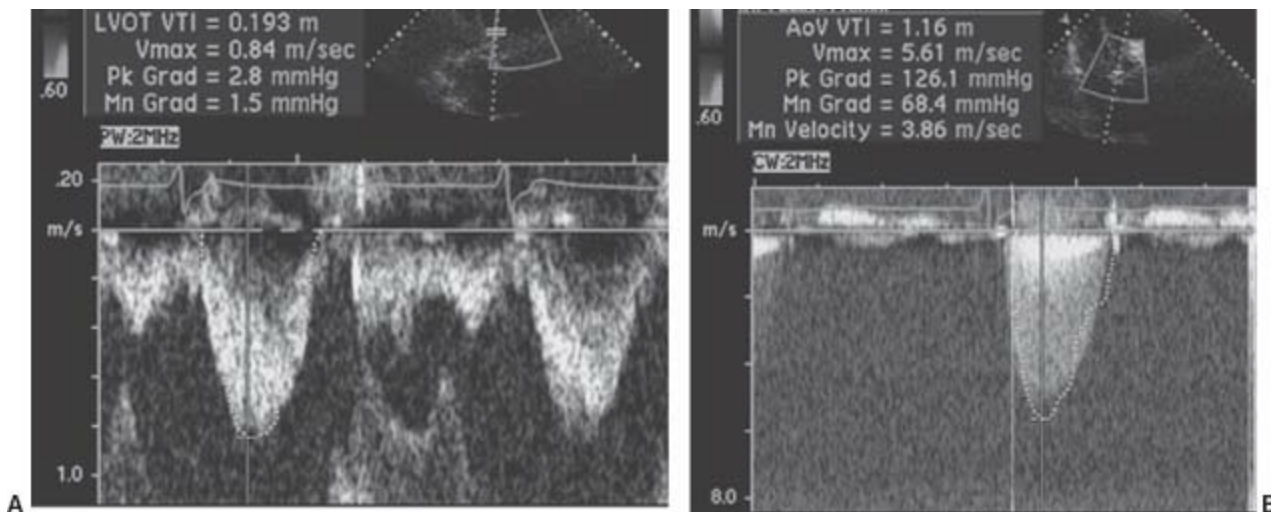 LVOT VTI = 0.193 m
Vmax = 0.84 m/sec
Pk Grad = 2.8 mmHg
Mn Grad = 1.5 mmHg
.60
PW:2MHz
.20
m/s
1.0
A
AoV VTI = 1.16 m
Vmax = 5.61 m/sec
Pk Grad = 126.1 mmHg
Mn Grad = 68.4 mmHg
Mn Velocity = 3.86 m/sec
.60
CW:2MHz
m/s
8.0